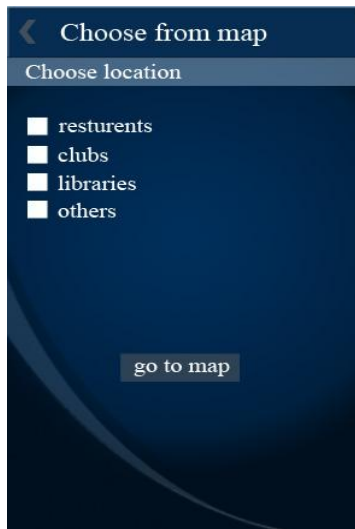 Choose from map
Choose location
resturents
clubs
libraries
others
go to map